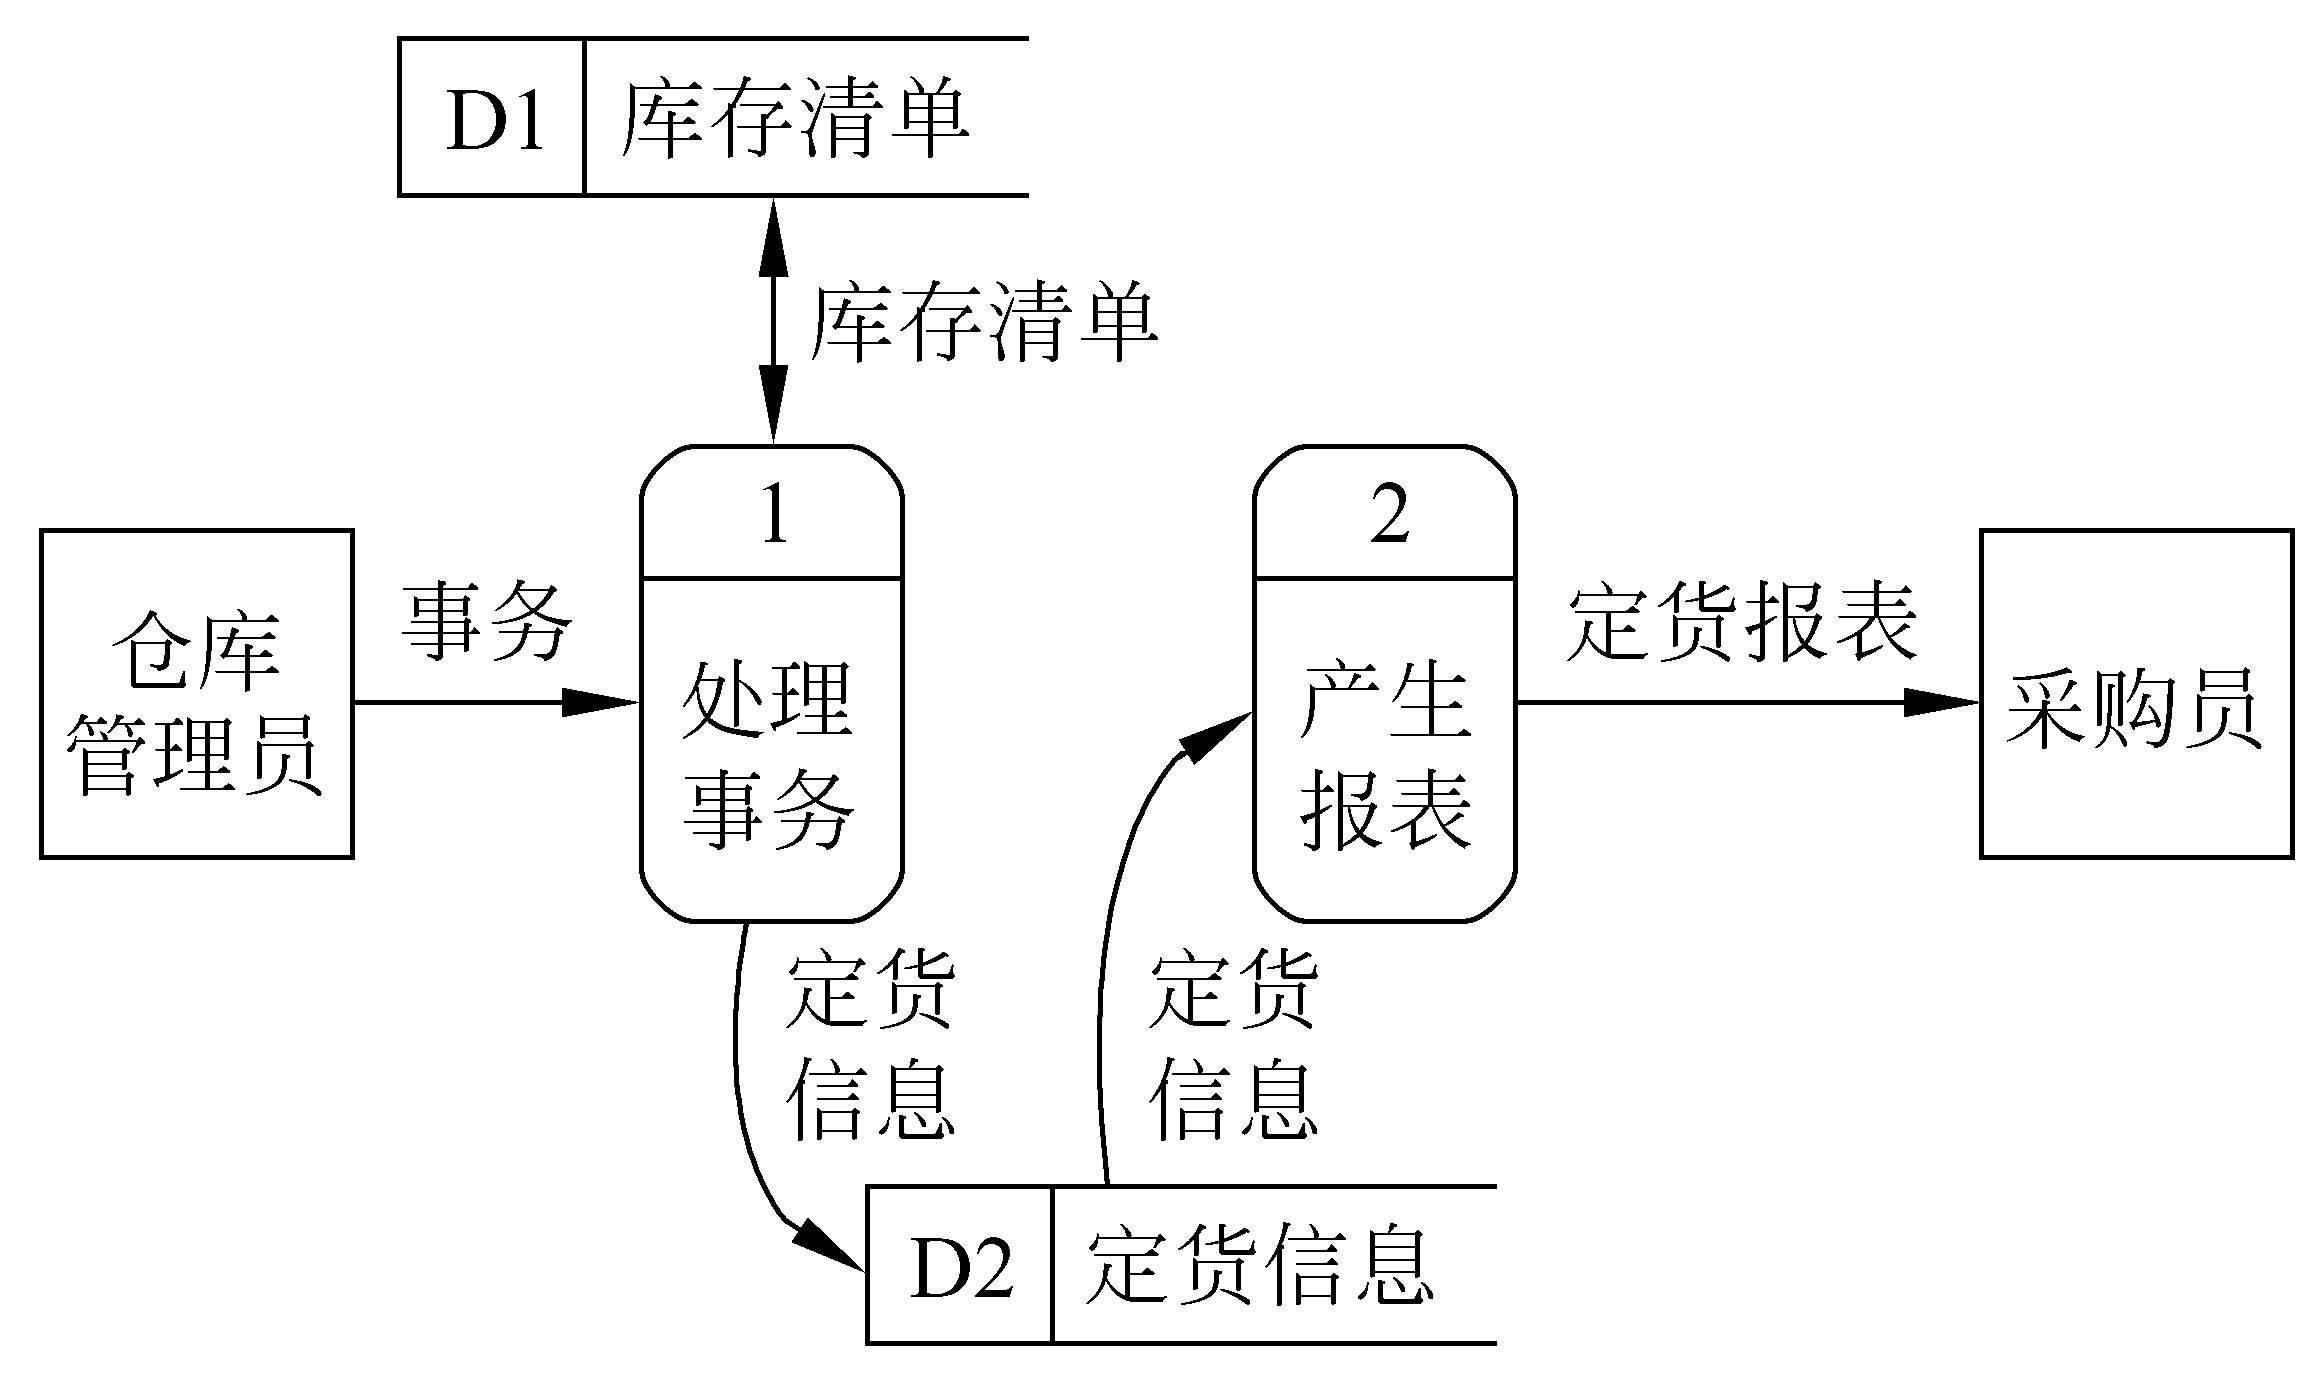 D1 库存清单
库存清单
1
2
仓库
管理员
事务
处理
事务
产生
报表
定货报表
采购员
定货
信息
定货
信息
D2 定货信息